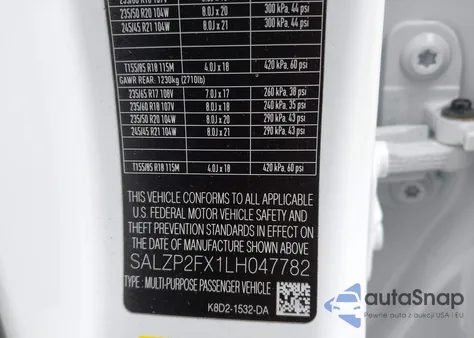 235/50 R20 104W 8.0J x 20 300 kPa, 44 psi
245/45 R21 104W 8.0J x 21 300 kPa, 44 psi
T155/85 R18 115M 4.0J x 18 420 kPa, 60 psi
GAWR REAR: 1230kg (2710lb)
235/65 R17 108V 7.0J x 17 260 kPa, 38 psi
235/60 R18 107V 8.0J x 18 240 kPa, 35 psi
235/50 R20 104W 8.0J x 20 290 kPa, 43 psi
245/45 R21 104W 8.0J x 21 290 kPa, 43 psi
T155/85 R18 115M 4.0J x 18 420 kPa, 60 psi
THIS VEHICLE CONFORMS TO ALL APPLICABLE
U.S. FEDERAL MOTOR VEHICLE SAFETY AND
THEFT PREVENTION STANDARDS IN EFFECT ON
THE DATE OF MANUFACTURE SHOWN ABOVE
SALZP2FX1LH047782
TYPE : MULTI-PURPOSE PASSENGER VEHICLE
K8D2-1532-DA
autoSnap
Pewne auto z aukcji USA i EU